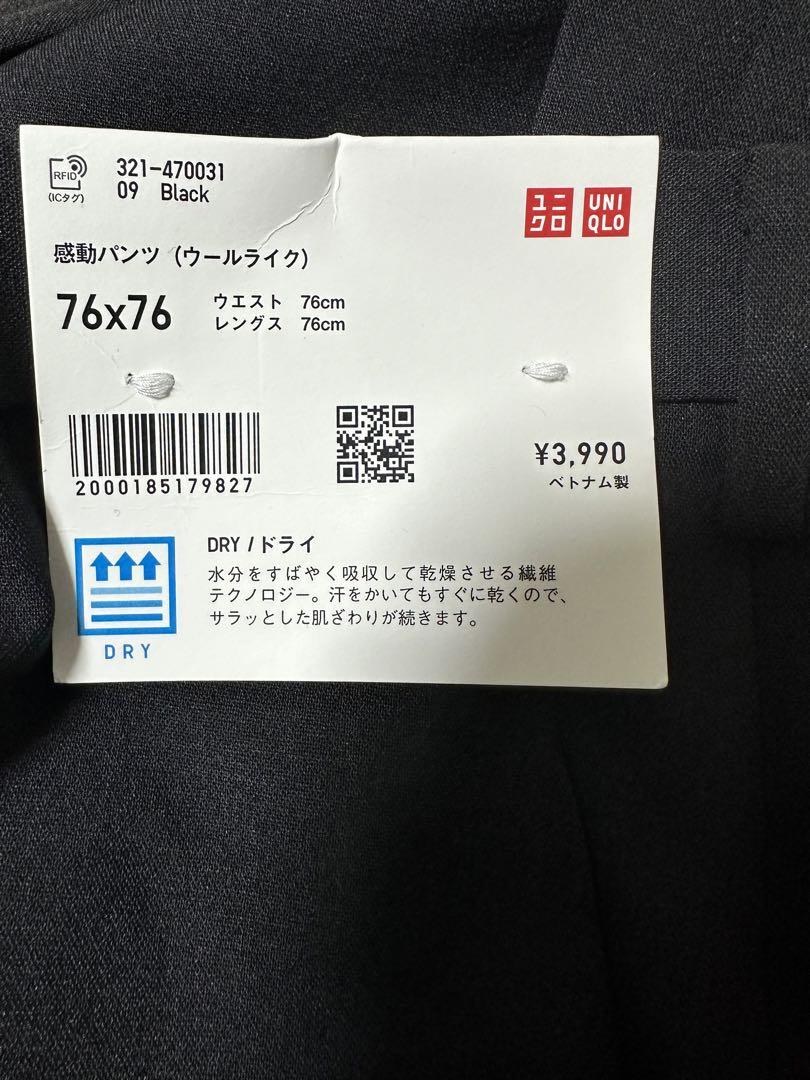 RFID
(ICタグ)
321-470031
09 Black
ユニ
クロ
UNI
QLO
感動パンツ (ウールライク)
76x76
ウエスト 76cm
レングス 76cm
2000185179827
¥3,990
ベトナム製
DRY / ドライ
水分をすばやく吸収して乾燥させる繊維
テクノロジー。汗をかいてもすぐに乾くので、
サラッとした肌ざわりが続きます。
DRY